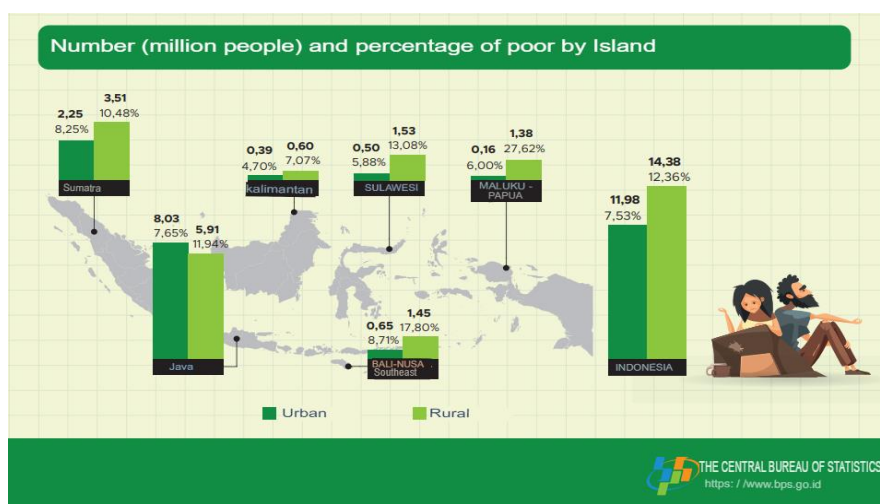 Number (million people) and percentage of poor by Island
2,25
8,25%
3,51
10,48%
Sumatra
0,39
4,70%
0,60
7,07%
kalimantan
0,50
5,88%
1,53
13,08%
SULAWESI
0,16
6,00%
1,38
27,62%
MALUKU -
PAPUA
8,03
7,65%
5,91
11,94%
Java
0,65
8,71%
1,45
17,80%
BALI-NUSA
Southeast
11,98
7,53%
14,38
12,36%
INDONESIA
Urban
Rural
THE CENTRAL BUREAU OF STATISTICS
https: / /www.bps.go.id